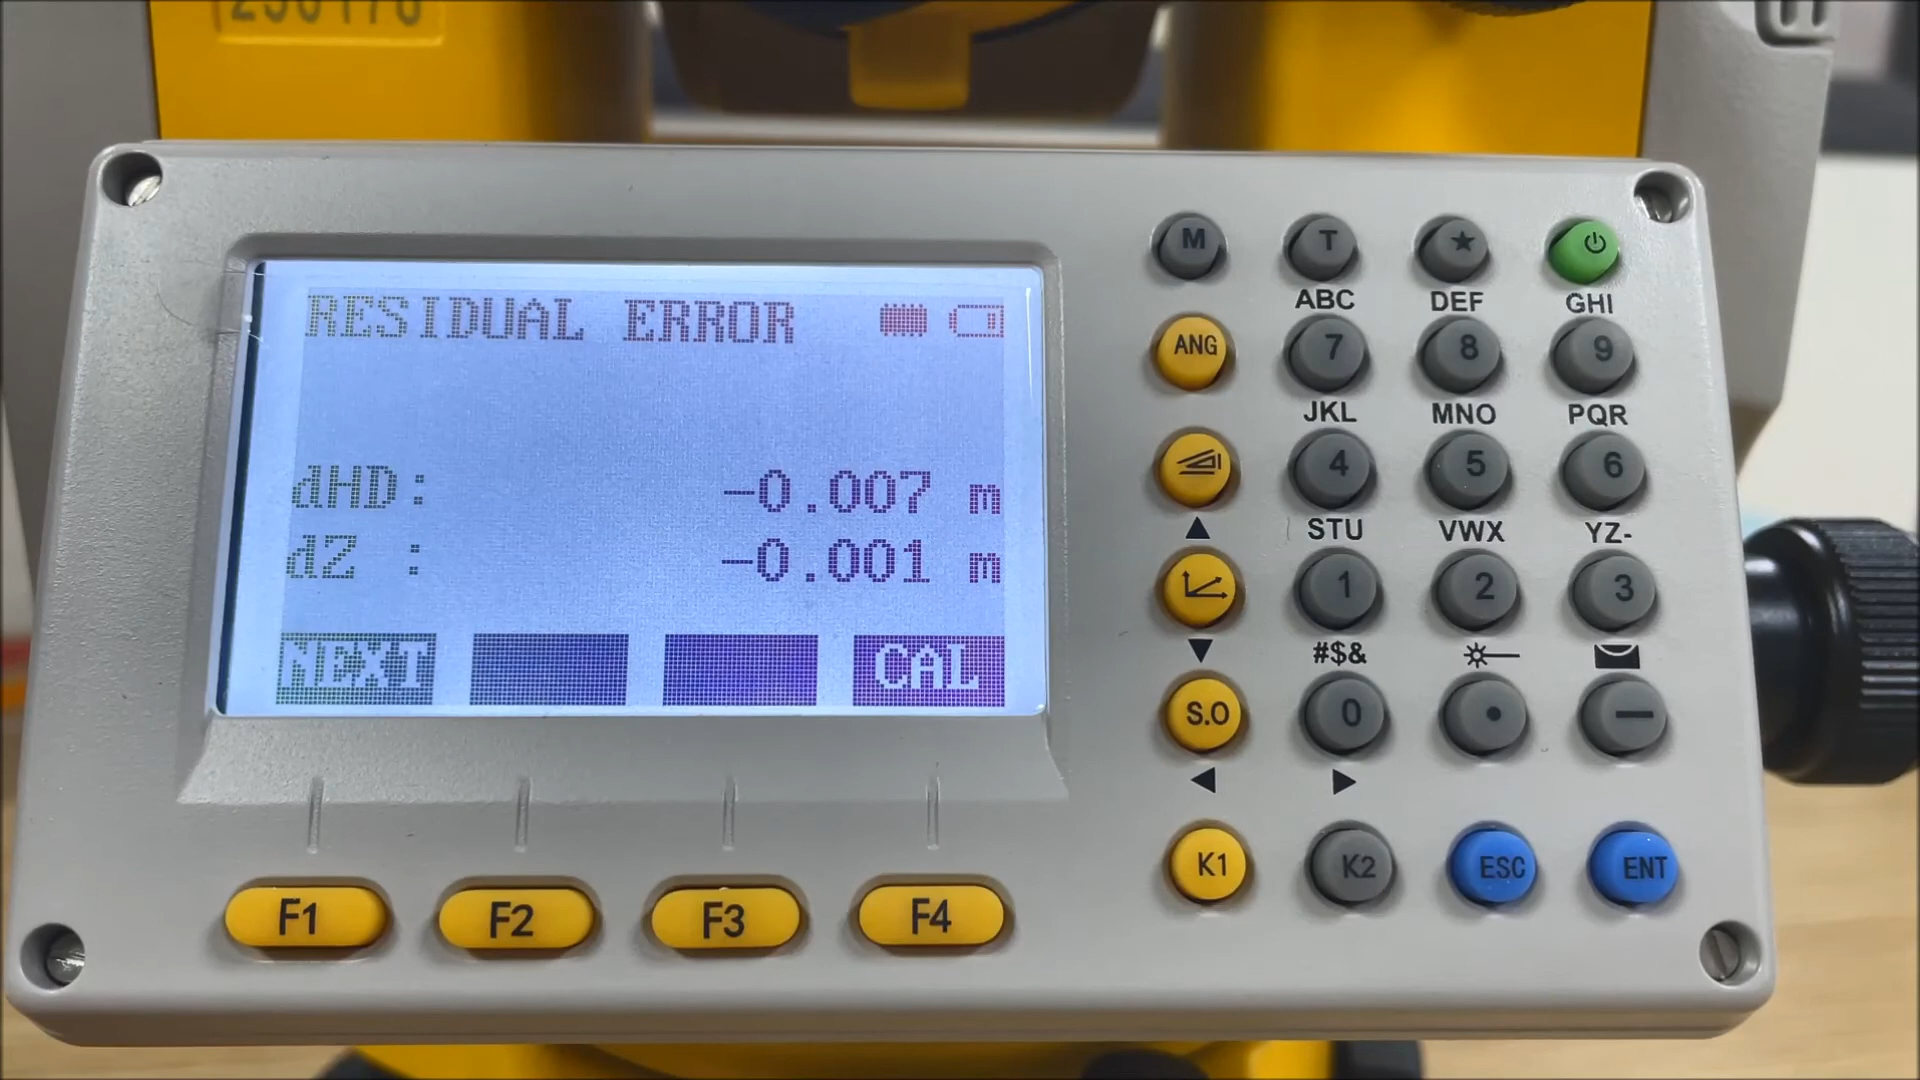 RESIDUAL ERROR
dHD: -0.007 m
dZ : -0.001 m
NEXT CAL
F1 F2 F3 F4
M T ★
ABC DEF GHI
ANG 7 8 9
JKL MNO PQR
4 5 6
STU VWX YZ-
1 2 3
#$&
S.O 0 • —
K1 K2 ESC ENT